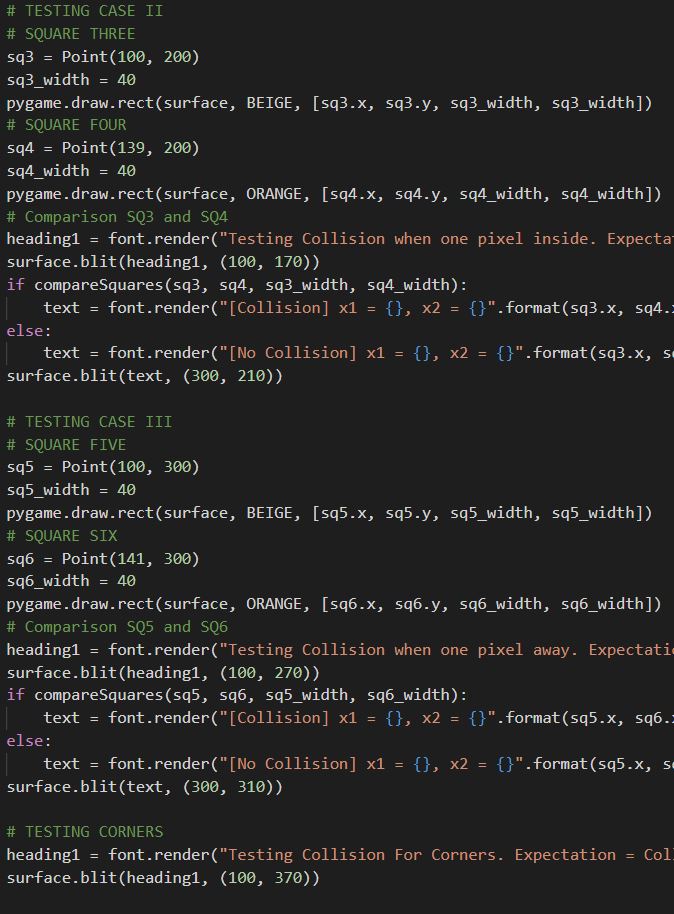 # TESTING CASE II
# SQUARE THREE
sq3 = Point(100, 200)
sq3_width = 40
pygame.draw.rect(surface, BEIGE, [sq3.x, sq3.y, sq3_width, sq3_width])
# SQUARE FOUR
sq4 = Point(139, 200)
sq4_width = 40
pygame.draw.rect(surface, ORANGE, [sq4.x, sq4.y, sq4_width, sq4_width])
# Comparison SQ3 and SQ4
heading1 = font.render("Testing Collision when one pixel inside. Expecta
surface.blit(heading1, (100, 170))
if compareSquares(sq3, sq4, sq3_width, sq4_width):
    text = font.render("[Collision] x1 = {}, x2 = {}".format(sq3.x, sq4.
else:
    text = font.render("[No Collision] x1 = {}, x2 = {}".format(sq3.x, s
surface.blit(text, (300, 210))

# TESTING CASE III
# SQUARE FIVE
sq5 = Point(100, 300)
sq5_width = 40
pygame.draw.rect(surface, BEIGE, [sq5.x, sq5.y, sq5_width, sq5_width])
# SQUARE SIX
sq6 = Point(141, 300)
sq6_width = 40
pygame.draw.rect(surface, ORANGE, [sq6.x, sq6.y, sq6_width, sq6_width])
# Comparison SQ5 and SQ6
heading1 = font.render("Testing Collision when one pixel away. Expectati
surface.blit(heading1, (100, 270))
if compareSquares(sq5, sq6, sq5_width, sq6_width):
    text = font.render("[Collision] x1 = {}, x2 = {}".format(sq5.x, sq6.
else:
    text = font.render("[No Collision] x1 = {}, x2 = {}".format(sq5.x, s
surface.blit(text, (300, 310))

# TESTING CORNERS
heading1 = font.render("Testing Collision For Corners. Expectation = Col
surface.blit(heading1, (100, 370))